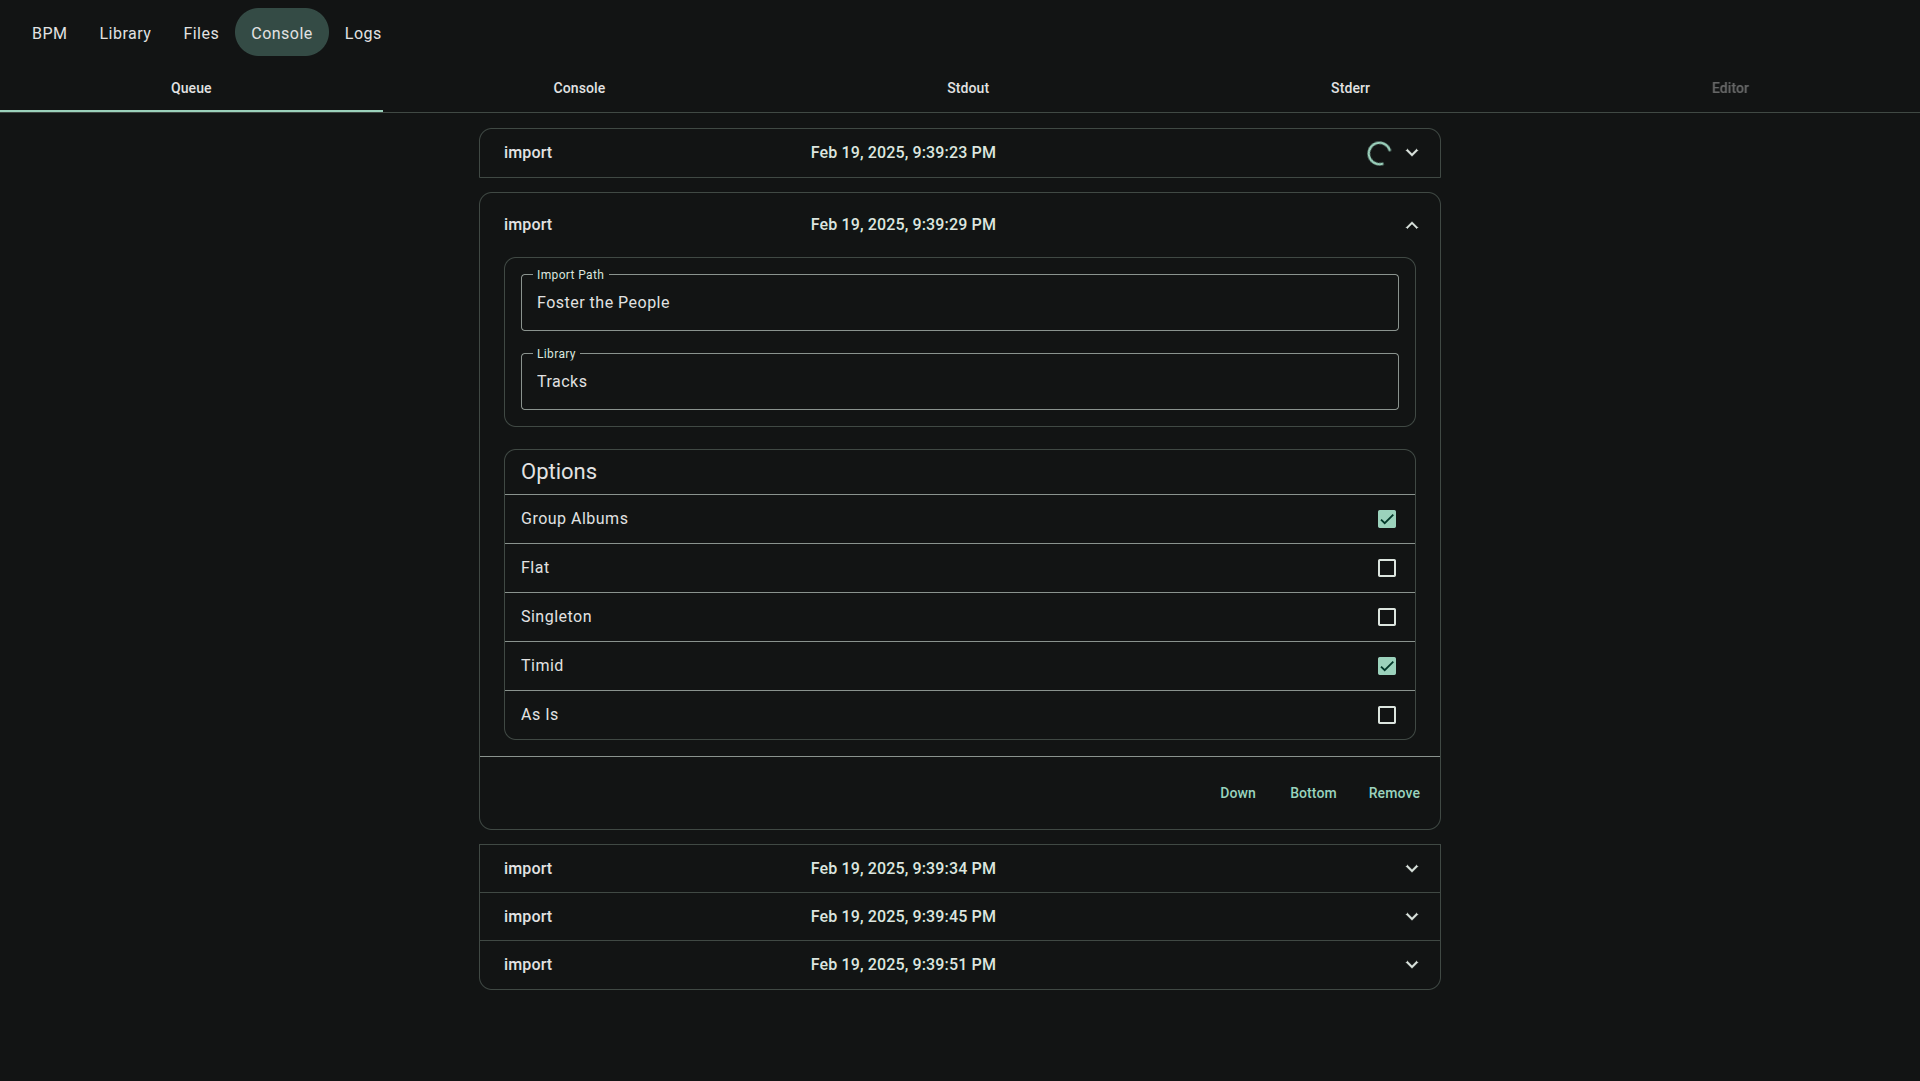 BPM Library Files Console Logs
Queue Console Stdout Stderr Editor
import Feb 19, 2025, 9:39:23 PM
import Feb 19, 2025, 9:39:29 PM
Import Path
Foster the People
Library
Tracks
Options
Group Albums
Flat
Singleton
Timid
As Is
Down Bottom Remove
import Feb 19, 2025, 9:39:34 PM
import Feb 19, 2025, 9:39:45 PM
import Feb 19, 2025, 9:39:51 PM